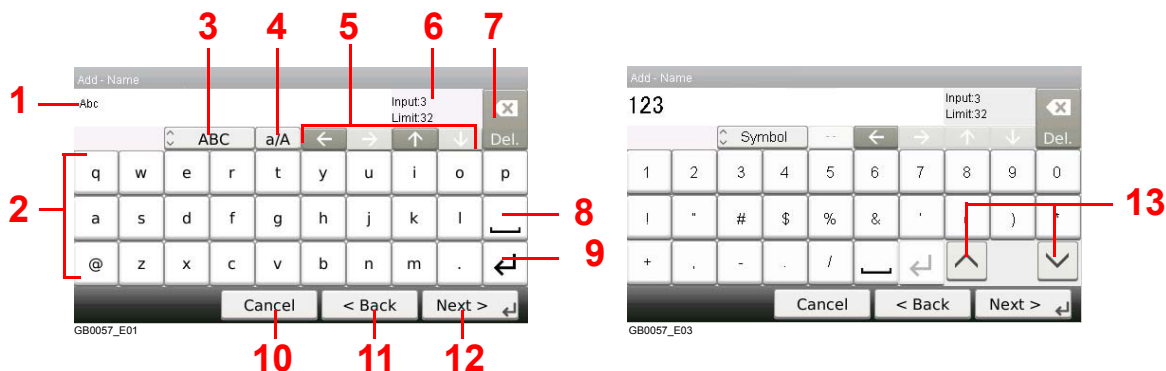 3 4 5 6 7
Add - Name
1 Abc Input:3
Limit:32
ABC a/A ← → ↑ ↓ Del.
2
q w e r t y u i o p
a s d f g h j k l 8
@ z x c v b n m . 9
Cancel < Back Next >
GB0057_E01
10 11 12
Add - Name
123 Input:3
Limit:32
Symbol - - ← → ↑ ↓ Del.
1 2 3 4 5 6 7 8 9 0
! " # $ % & ' ) * 13
+ , - . /
Cancel < Back Next >
GB0057_E03